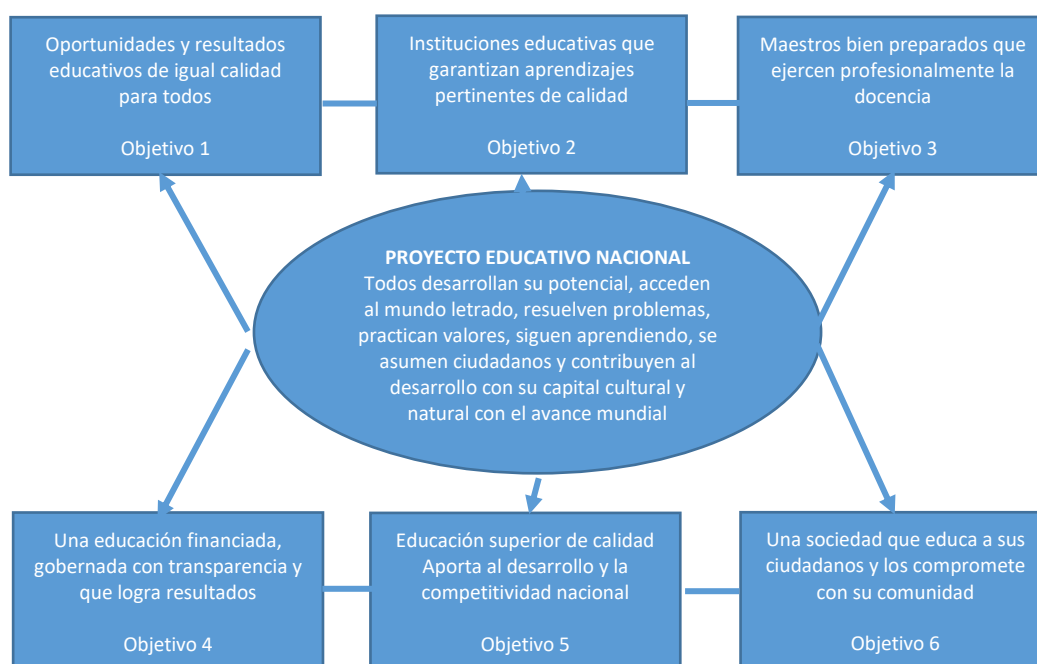 Oportunidades y resultados
educativos de igual calidad
para todos
Objetivo 1
Instituciones educativas que
garantizan aprendizajes
pertinentes de calidad
Objetivo 2
Maestros bien preparados que
ejercen profesionalmente la
docencia
Objetivo 3
PROYECTO EDUCATIVO NACIONAL
Todos desarrollan su potencial, acceden
al mundo letrado, resuelven problemas,
practican valores, siguen aprendiendo, se
asumen ciudadanos y contribuyen al
desarrollo con su capital cultural y
natural con el avance mundial
Una educación financiada,
gobernada con transparencia y
que logra resultados
Objetivo 4
Educación superior de calidad
Aporta al desarrollo y la
competitividad nacional
Objetivo 5
Una sociedad que educa a sus
ciudadanos y los compromete
con su comunidad
Objetivo 6